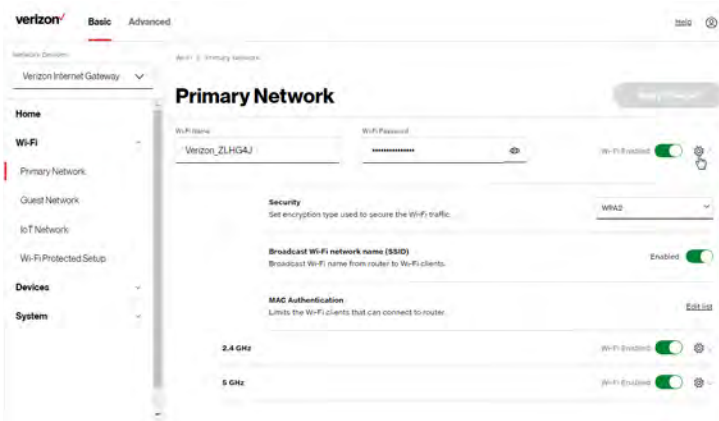 verizon✓ Basic Advanced Help
Network Devices
Verizon Internet Gateway
Home
Wi-Fi
Primary Network
Guest Network
IoT Network
Wi-Fi Protected Setup
Devices
System
Wi-Fi Primary Network
Primary Network
Wi-Fi Name Wi-Fi Password
Verizon_ZLHG4J •••••••••••••••• Wi-Fi Enabled
Security
Set encryption type used to secure the Wi-Fi traffic.
WPA2
Broadcast Wi-Fi network name (SSID)
Broadcast Wi-Fi name from router to Wi-Fi clients.
Enabled
MAC Authentication
Limits the Wi-Fi clients that can connect to router.
Edit list
2.4 GHz Wi-Fi Enabled
5 GHz Wi-Fi Enabled